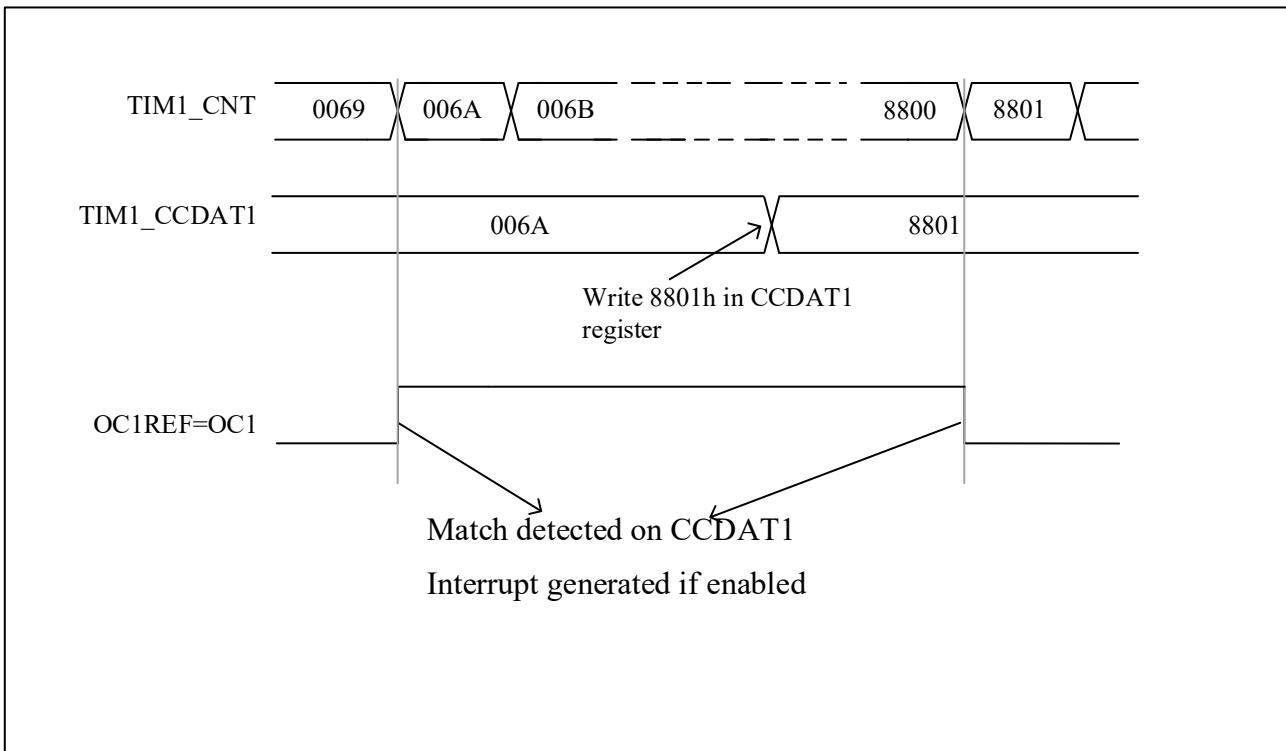 TIM1_CNT 0069 006A 006B 8800 8801
TIM1_CCDAT1 006A 8801
Write 8801h in CCDAT1
register
OC1REF=OC1
Match detected on CCDAT1
Interrupt generated if enabled